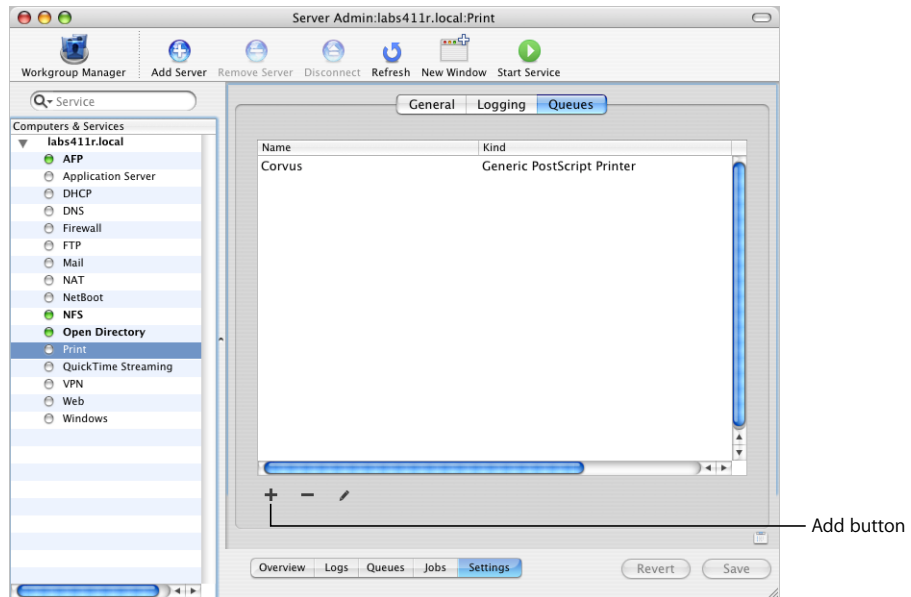 Server Admin:labs411r.local:Print
Workgroup Manager Add Server Remove Server Disconnect Refresh New Window Start Service
Service
Computers & Services
labs411r.local
AFP
Application Server
DHCP
DNS
Firewall
FTP
Mail
NAT
NetBoot
NFS
Open Directory
Print
QuickTime Streaming
VPN
Web
Windows
General Logging Queues
Name Kind
Corvus Generic PostScript Printer
Add button
Overview Logs Queues Jobs Settings
Revert Save